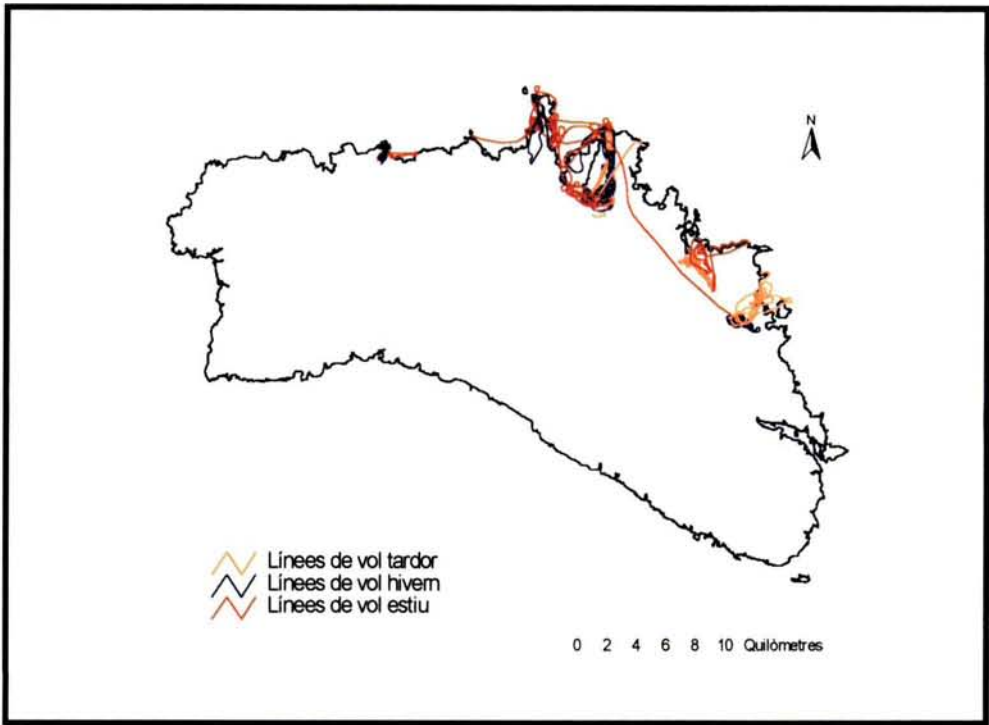 N
Línees de vol tardor
Línees de vol hivern
Línees de vol estiu
0 2 4 6 8 10 Quilòmetres